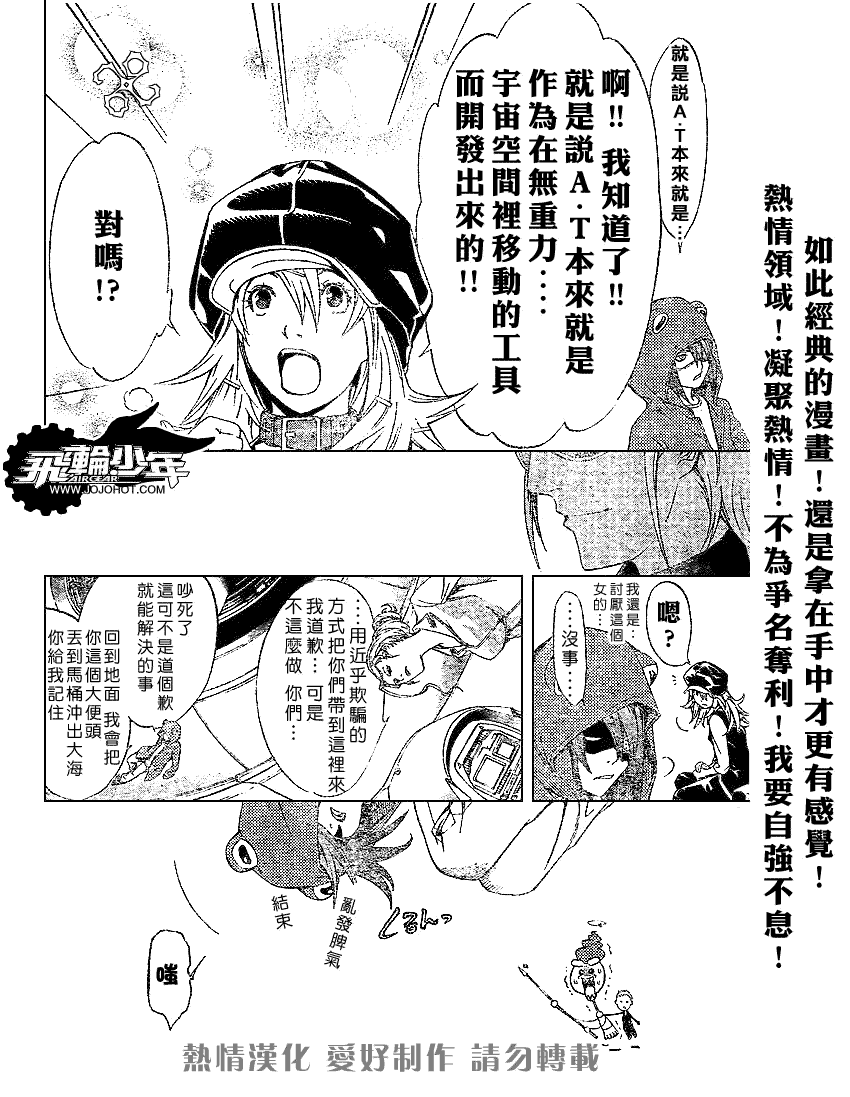 就是說A·T本來就是…
啊!! 我知道了!!
就是說A·T本來就是
作為在無重力‥‥
宇宙空間裡移動的工具
而開發出來的!!
對嗎!?
飛輪少年
AIRGEAR
WWW.JOJOHOT.COM
嗯?
我還是…
討厭這個
女的…
‥‥沒事‥‥
‥‥用近乎欺騙的
方式把你們帶到這裡來
我道歉… 可是
不這麼做 你們…
吵死了
這可不是道個歉
就能解決的事
回到地面 我會把
你這個大便頭
丟到馬桶沖出大海
你給我記住
亂發脾氣
結束
くるんっ
嗤
如此經典的漫畫！還是拿在手中才更有感覺！
熱情領域！凝聚熱情！不為爭名奪利！我要自強不息！
熱情漢化 愛好制作 請勿轉載